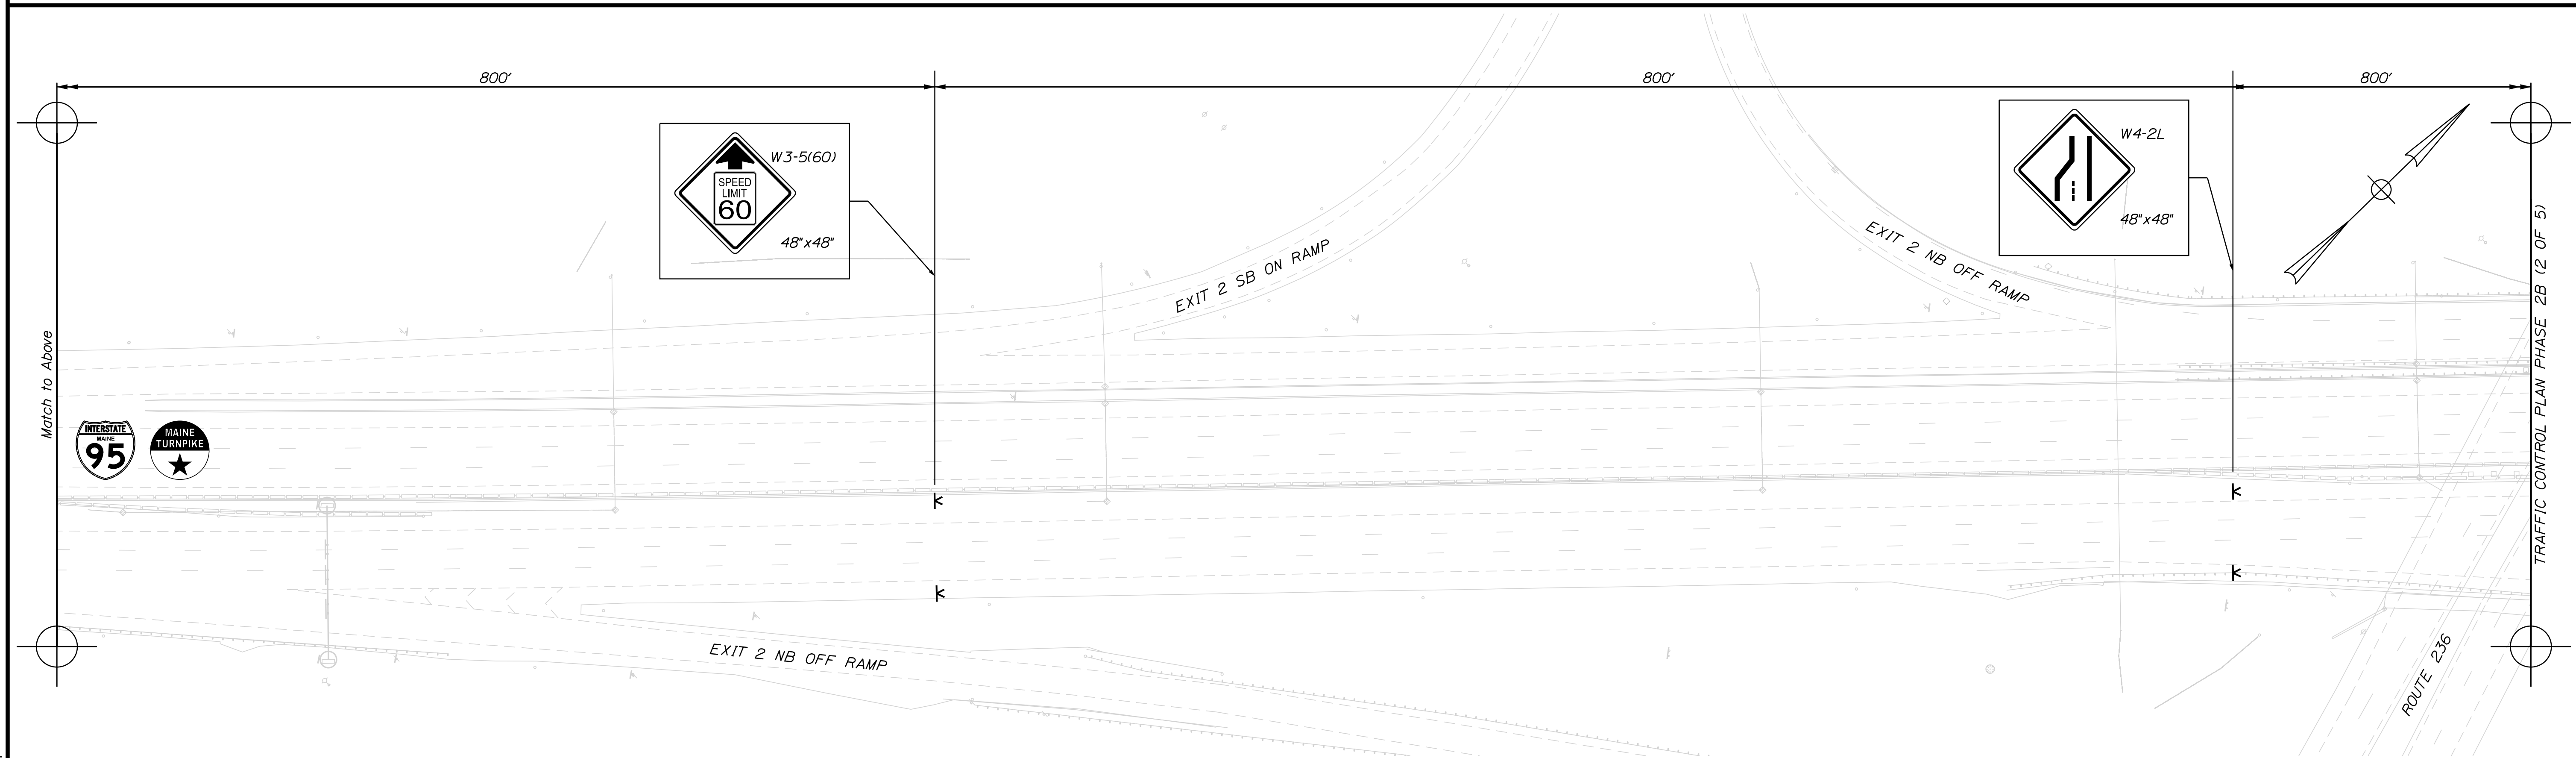 800'
800'
800'
W3-5(60)
SPEED
LIMIT
60
48"x48"
W4-2L
48"x48"
EXIT 2 SB ON RAMP
EXIT 2 NB OFF RAMP
Match to Above
INTERSTATE
MAINE
95
MAINE
TURNPIKE
EXIT 2 NB OFF RAMP
ROUTE 236
TRAFFIC CONTROL PLAN PHASE 2B (2 OF 5)